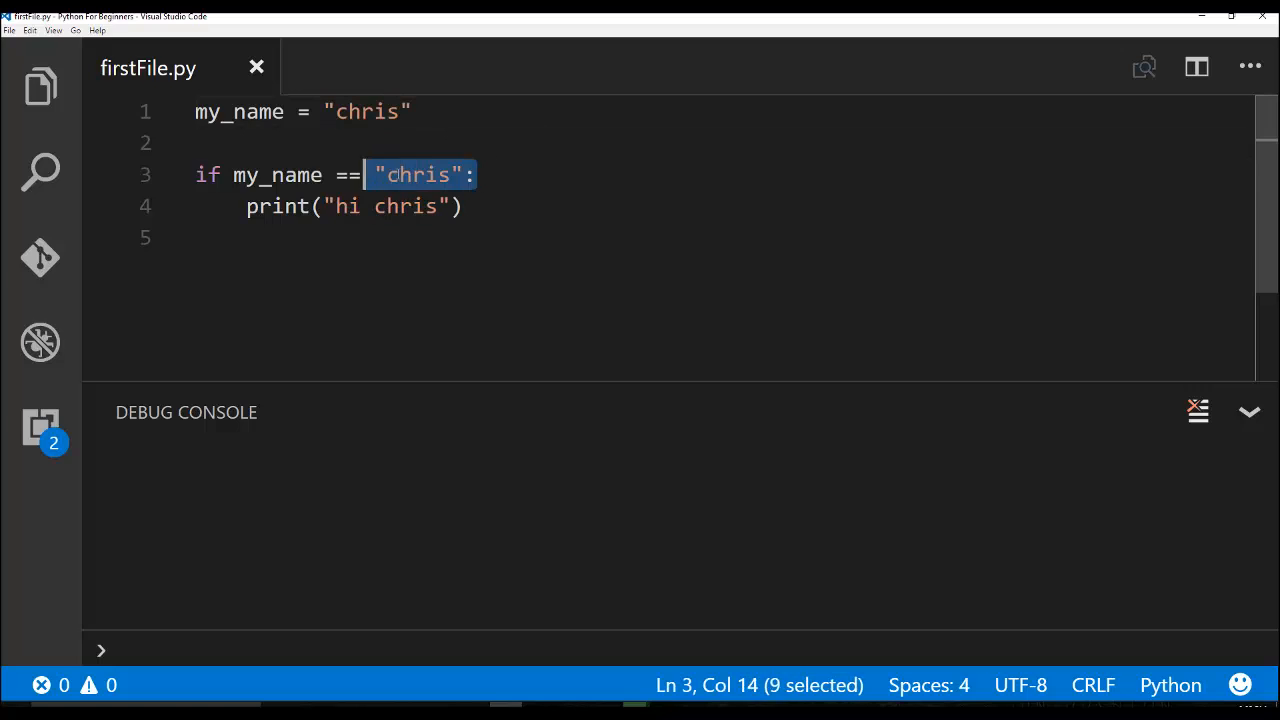 firstFile.py - Python For Beginners - Visual Studio Code
File Edit View Go Help
firstFile.py
1 my_name = "chris"
2
3 if my_name == "chris":
4 print("hi chris")
5
2
DEBUG CONSOLE
0 0 Ln 3, Col 14 (9 selected) Spaces: 4 UTF-8 CRLF Python